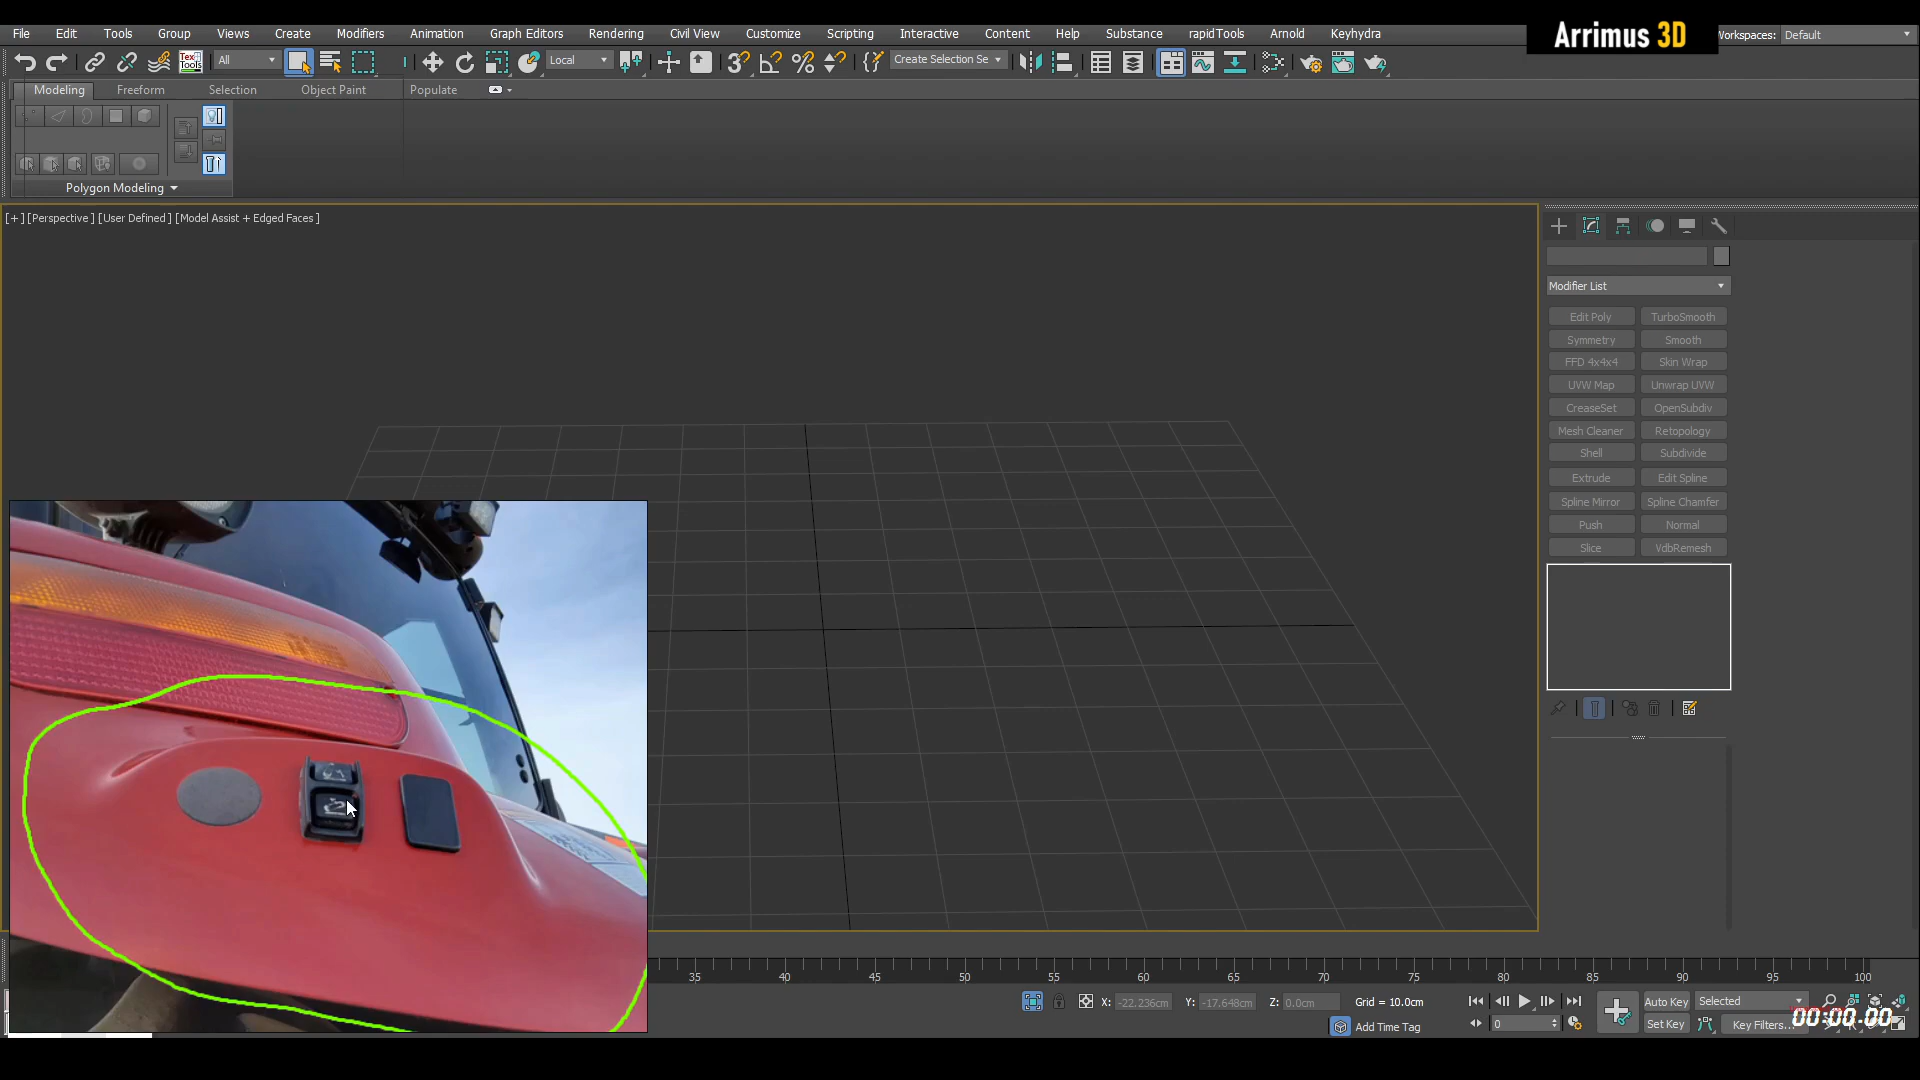 File Edit Tools Group Views Create Modifiers Animation Graph Editors Rendering Civil View Customize Scripting Interactive Content Help Substance rapidTools Arnold Keyhydra
Arrimus 3D
Workspaces: Default
All
Local
Create Selection Se
Modeling Freeform Selection Object Paint Populate
Polygon Modeling
[+] [Perspective] [User Defined] [Model Assist + Edged Faces]
Modifier List
Edit Poly TurboSmooth
Symmetry Smooth
FFD 4x4x4 Skin Wrap
UVW Map Unwrap UVW
CreaseSet OpenSubdiv
Mesh Cleaner Retopology
Shell Subdivide
Extrude Edit Spline
Spline Mirror Spline Chamfer
Push Normal
Slice VdbRemesh
35 40 45 50 55 60 65 70 75 80 85 90 95 100
X: -22.236cm Y: -17.648cm Z: 0.0cm Grid = 10.0cm
Auto Key Selected
Add Time Tag
0
Set Key Key Filters...
00:00.00